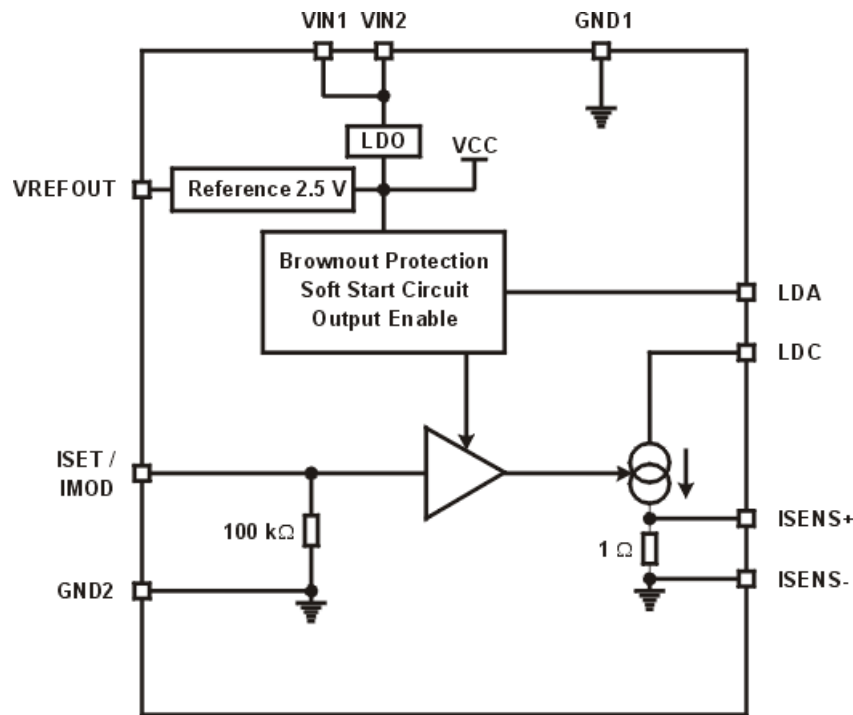 VIN1 VIN2 GND1
LDO
VCC
VREFOUT
Reference 2.5 V
Brownout Protection
Soft Start Circuit
Output Enable
LDA
LDC
ISET /
IMOD
100 kΩ
GND2
ISENS+
1 Ω
ISENS-